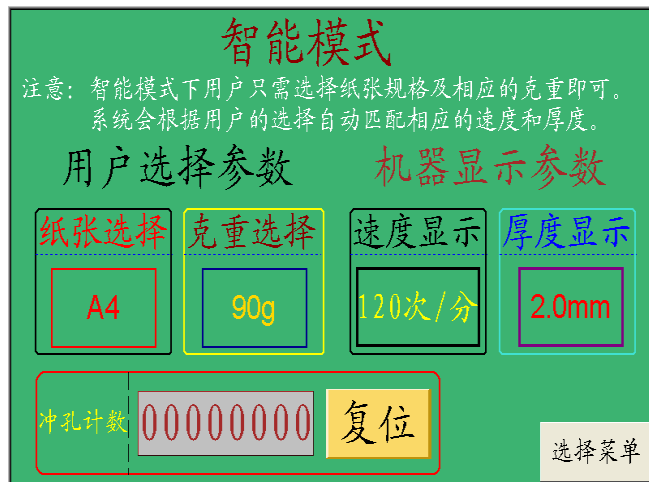 智能模式
注意：智能模式下用户只需选择纸张规格及相应的克重即可。
系统会根据用户的选择自动匹配相应的速度和厚度。
用户选择参数 机器显示参数
纸张选择 克重选择 速度显示 厚度显示
A4 90g 120次/分 2.0mm
冲孔计数 00000000 复位
选择菜单